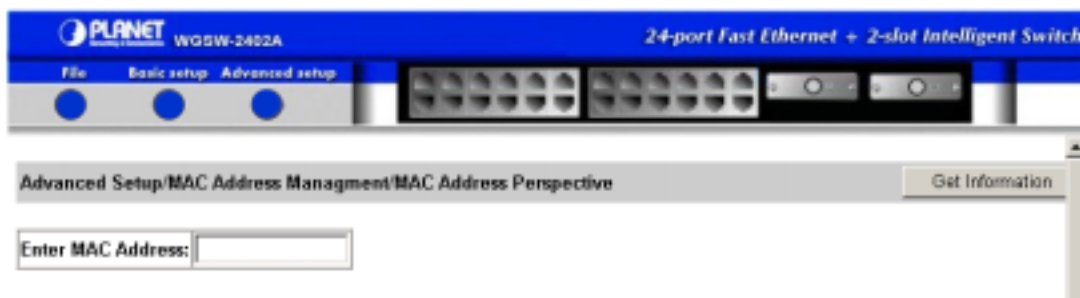 PLANET WGSW-2402A
24-port Fast Ethernet + 2-slot Intelligent Switch
File Basic setup Advanced setup
Advanced Setup/MAC Address Managment/MAC Address Perspective
Get Information
Enter MAC Address: